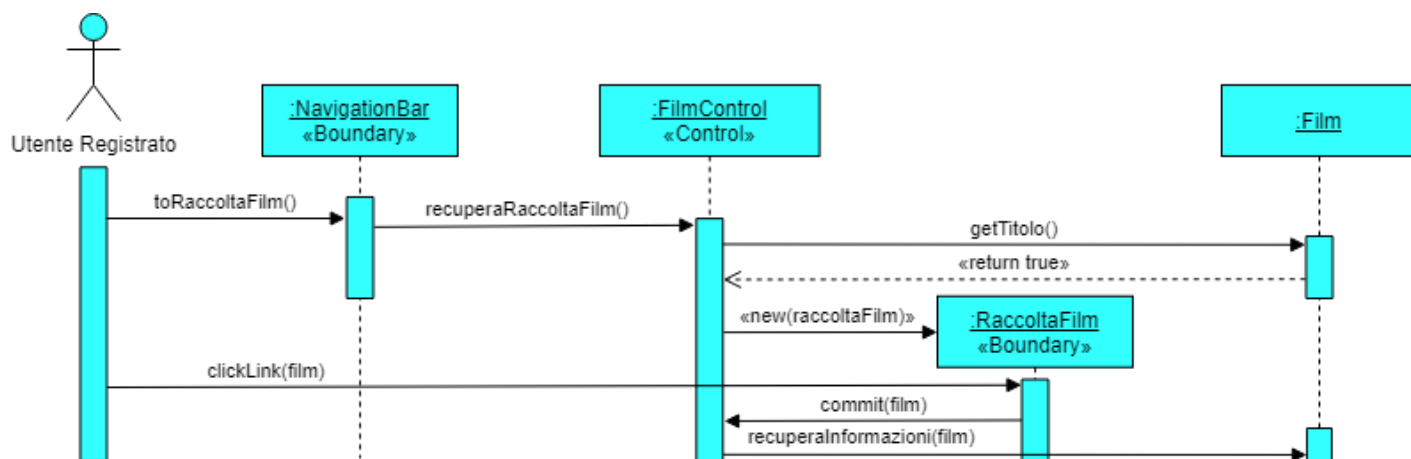 :NavigationBar
«Boundary»
:FilmControl
«Control»
:Film
Utente Registrato
toRaccoltaFilm()
recuperaRaccoltaFilm()
getTitolo()
«return true»
«new(raccoltaFilm)»
:RaccoltaFilm
«Boundary»
clickLink(film)
commit(film)
recuperaInformazioni(film)